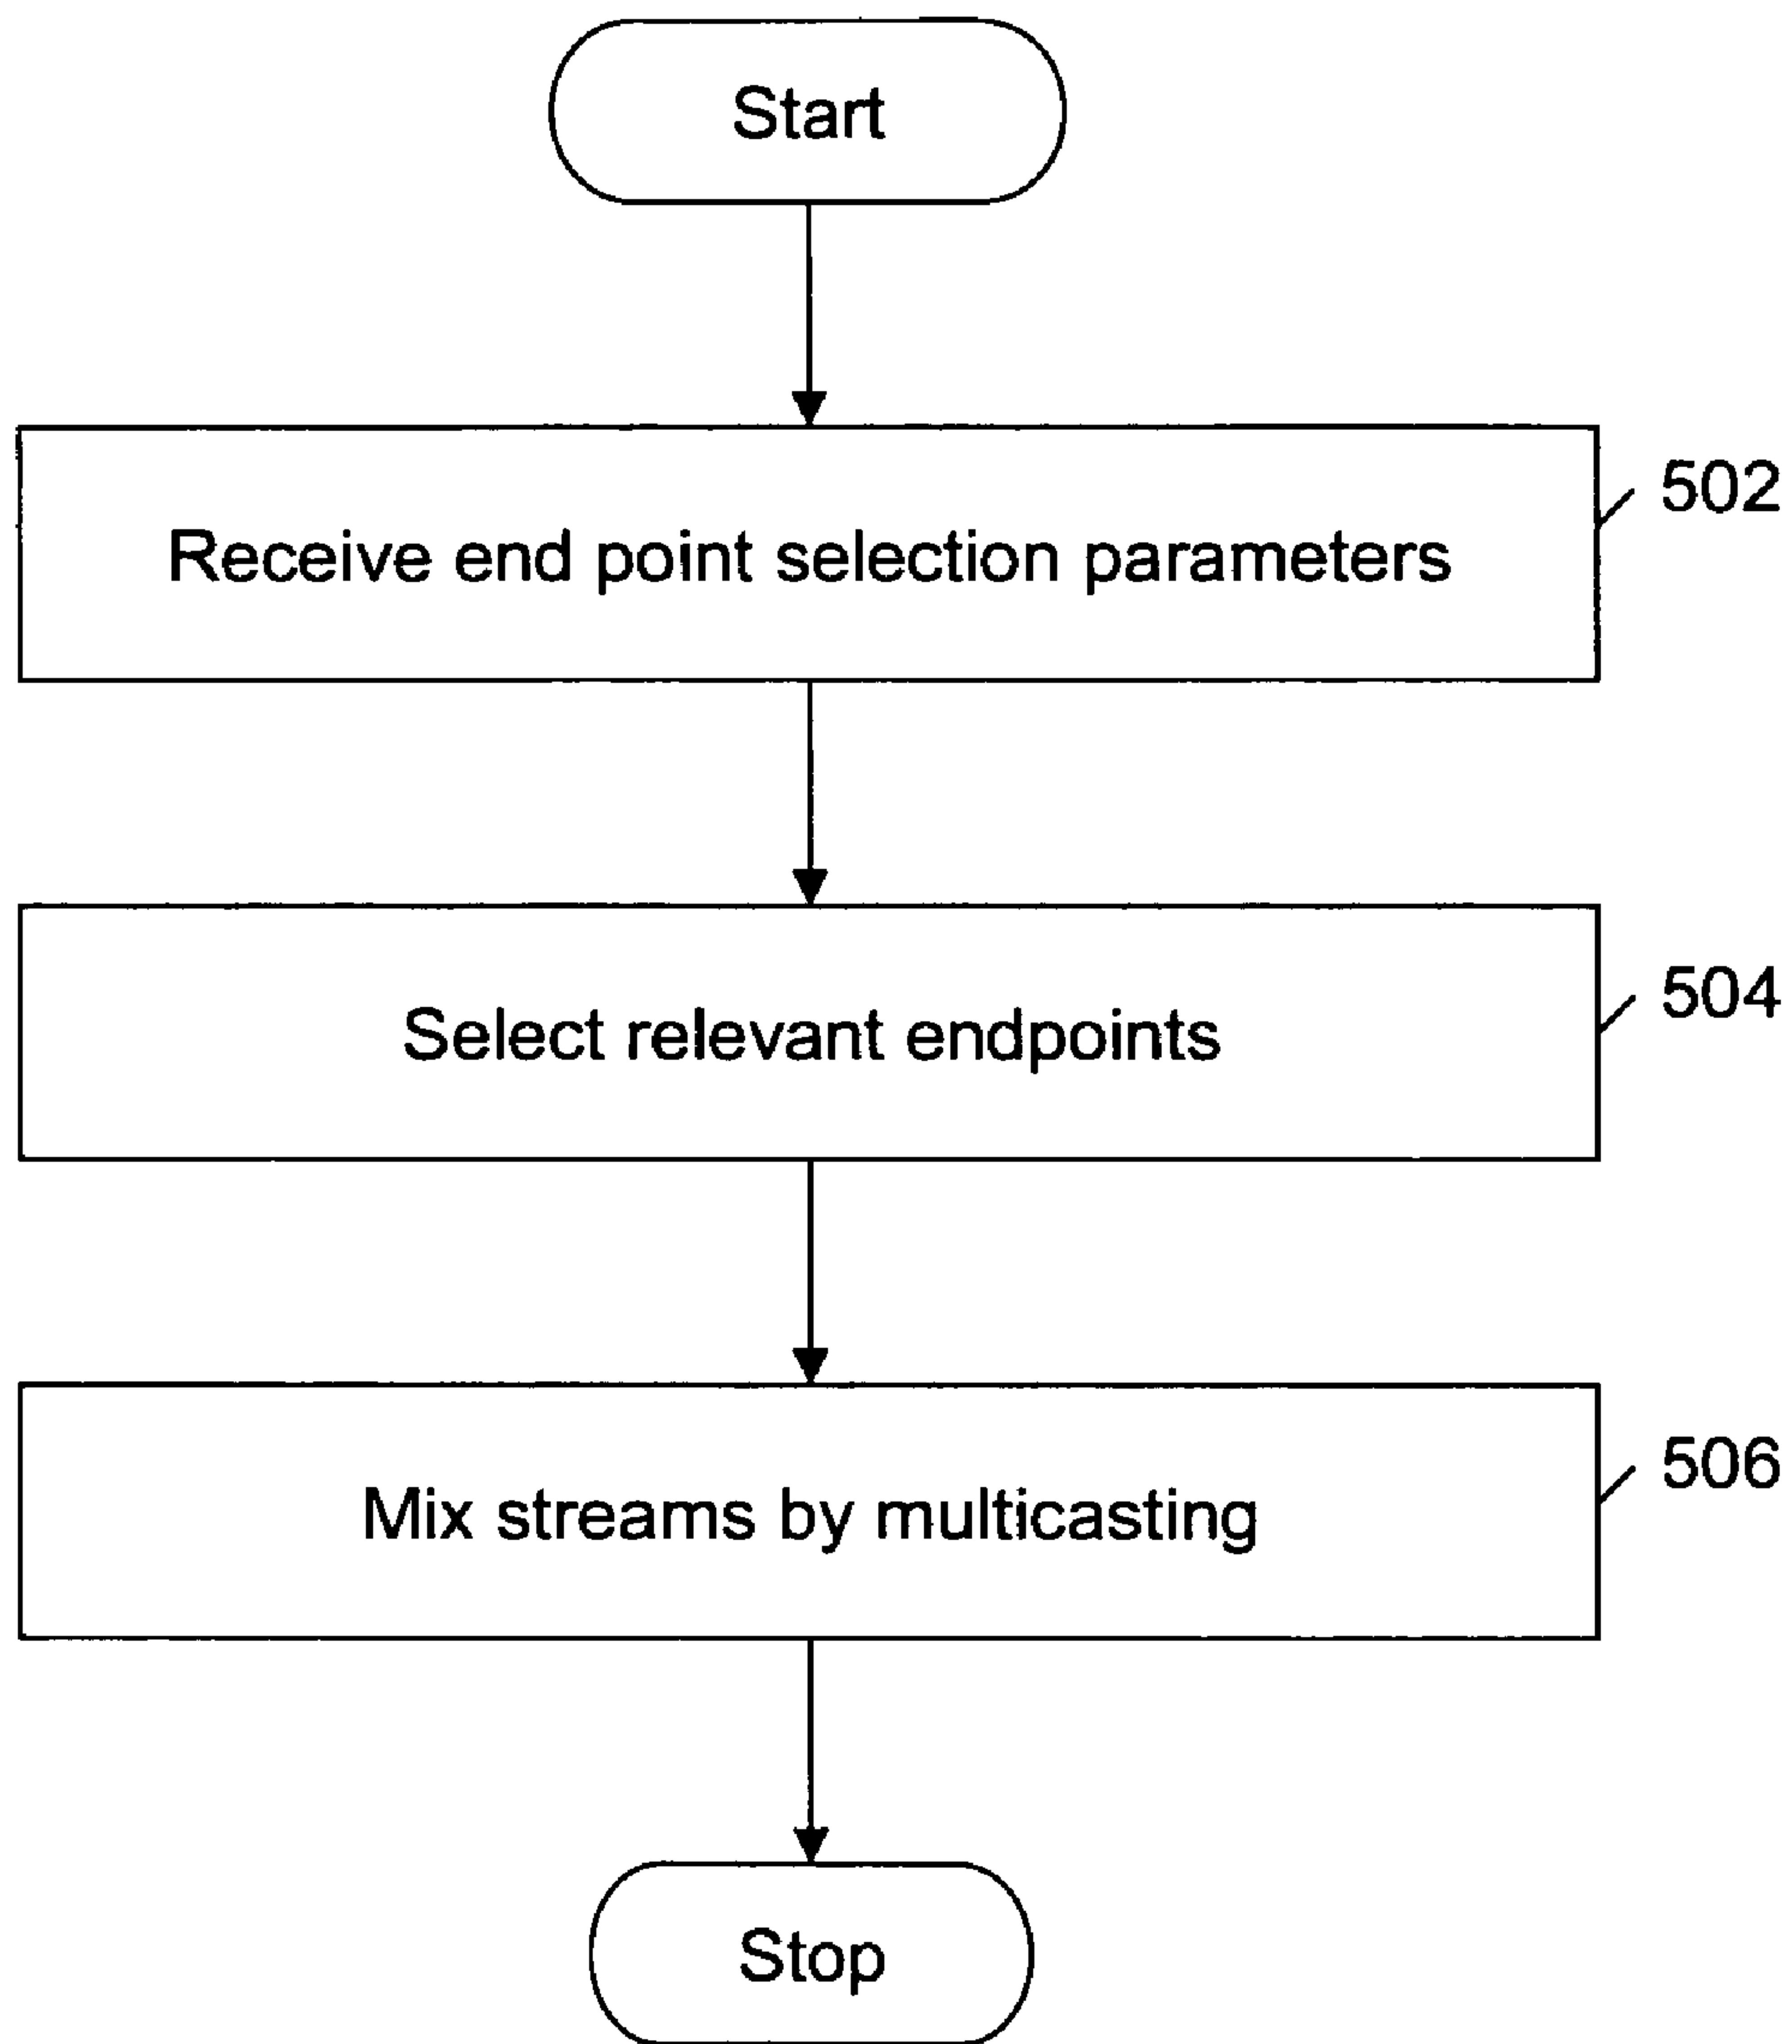 Start
Receive end point selection parameters
502
Select relevant endpoints
504
Mix streams by multicasting
506
Stop